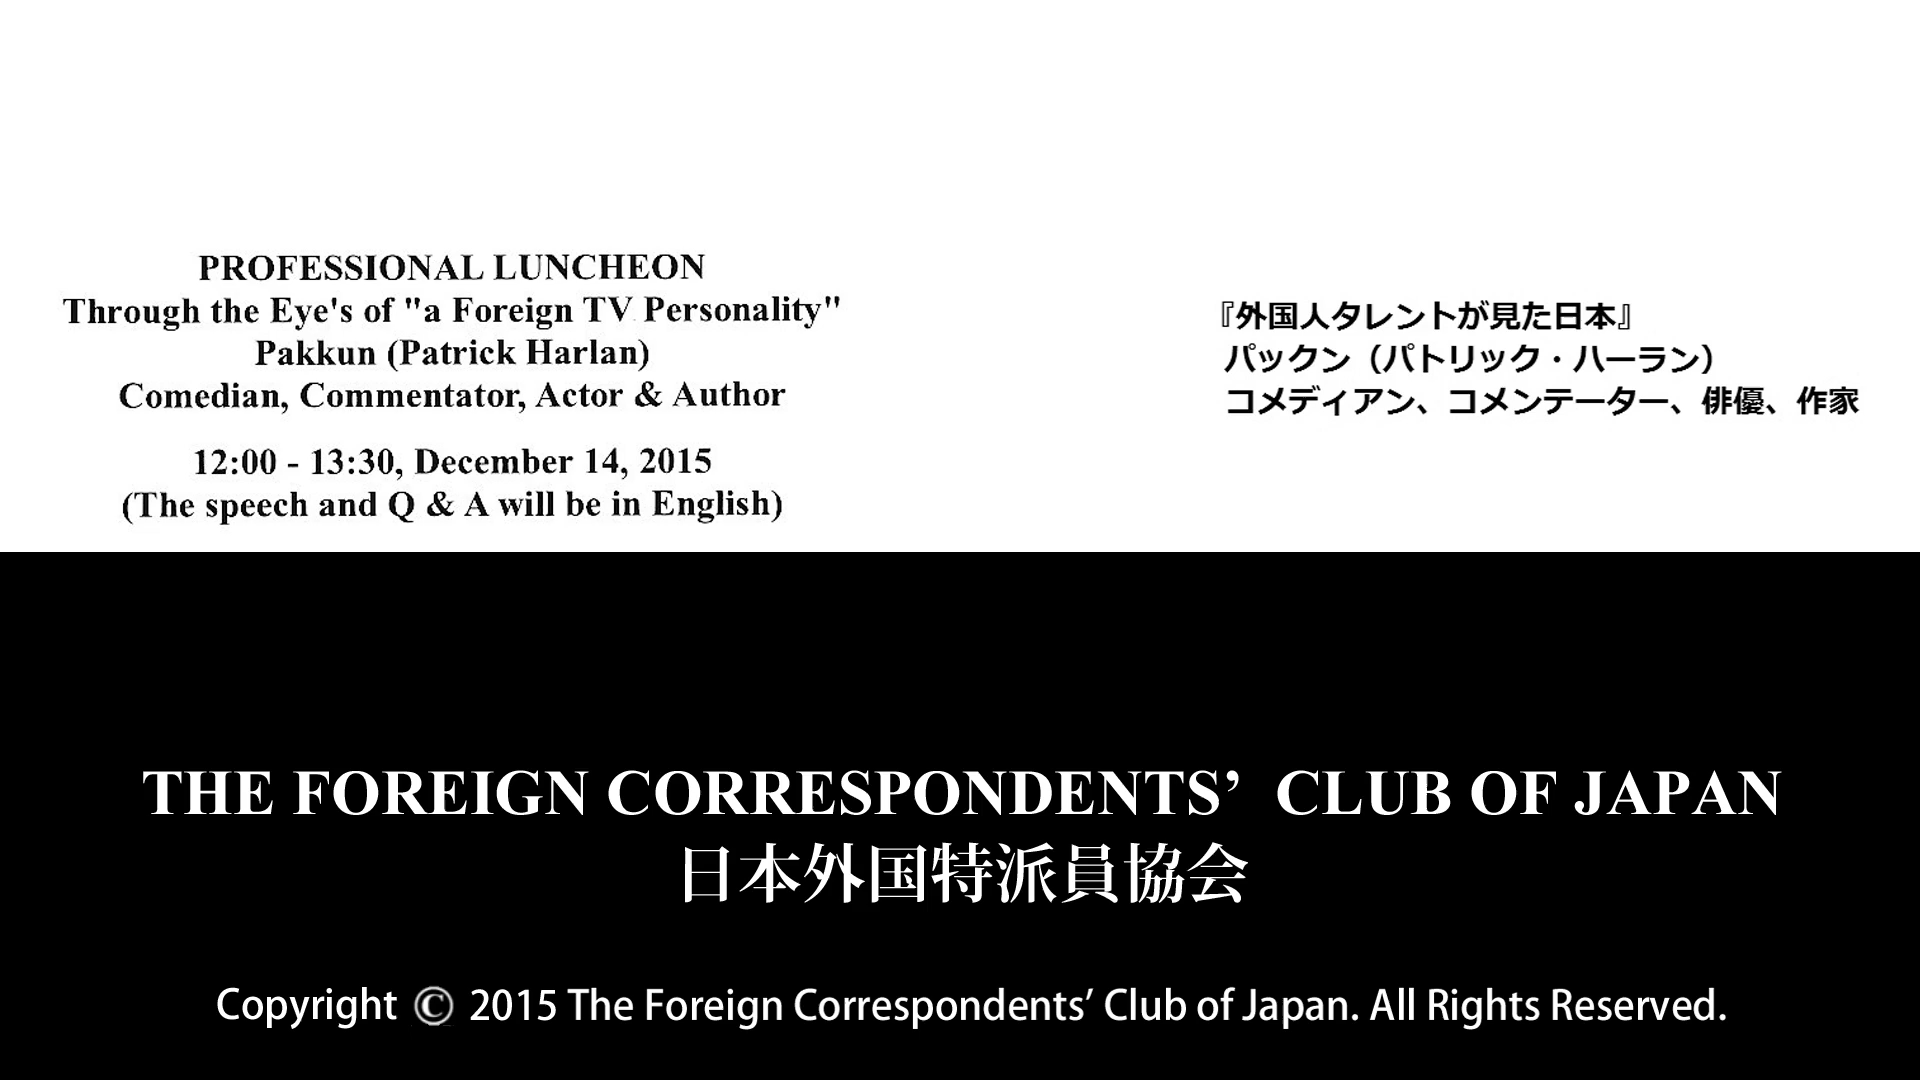 PROFESSIONAL LUNCHEON
Through the Eye's of "a Foreign TV Personality"
Pakkun (Patrick Harlan)
Comedian, Commentator, Actor & Author
12:00 - 13:30, December 14, 2015
(The speech and Q & A will be in English)
『外国人タレントが見た日本』
パックン（パトリック・ハーラン）
コメディアン、コメンテーター、俳優、作家
THE FOREIGN CORRESPONDENTS’ CLUB OF JAPAN
日本外国特派員協会
Copyright © 2015 The Foreign Correspondents’ Club of Japan. All Rights Reserved.